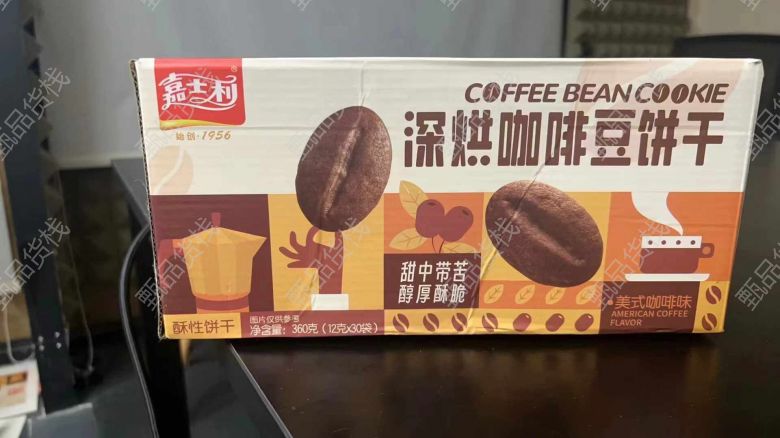 嘉士利
®
始创·1956
COFFEE BEAN COOKIE
深烘咖啡豆饼干
甜中带苦
醇厚酥脆
·美式咖啡味
AMERICAN COFFEE
FLAVOR
酥性饼干
图片仅供参考
净含量：360克（12克×30袋）
甄品货栈